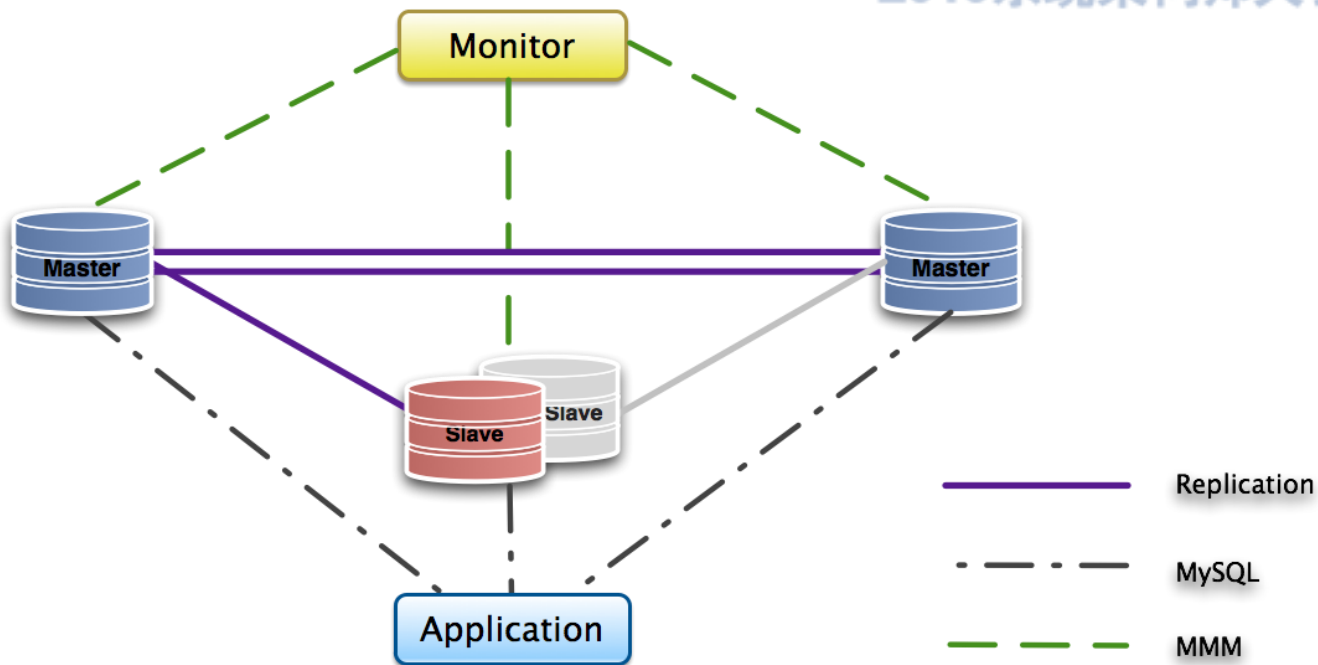 Monitor
Master
Master
Slave
Slave
Replication
MySQL
Application
MMM